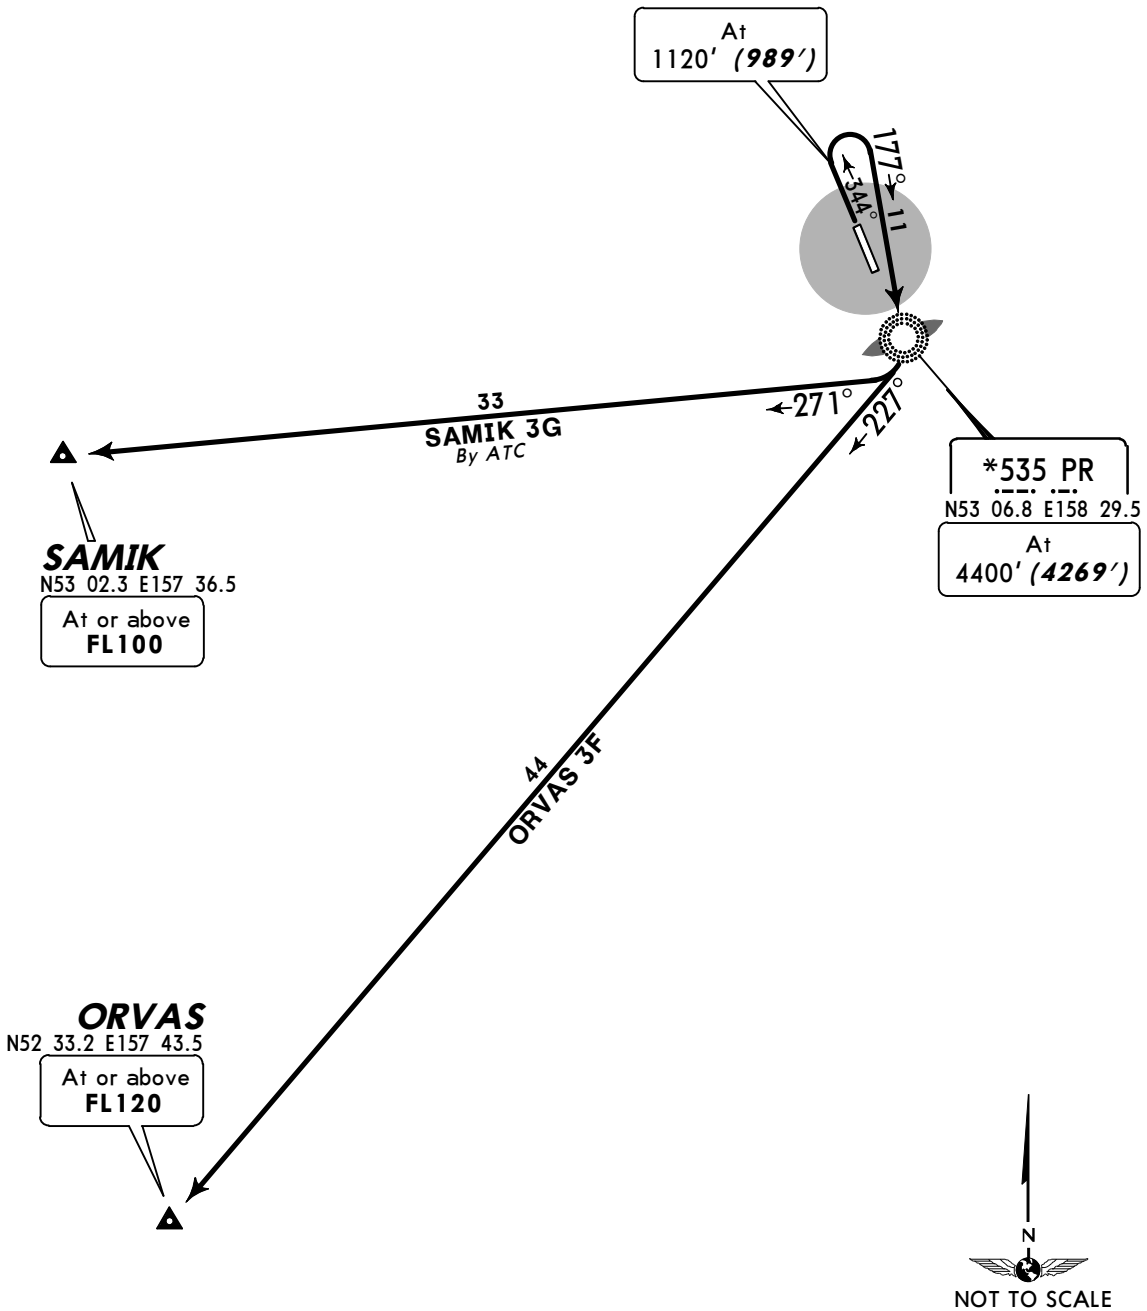 At
1120' (989')
177°
11
344°
33
SAMIK 3G
By ATC
271°
227°
*535 PR
N53 06.8 E158 29.5
At
4400' (4269')
SAMIK
N53 02.3 E157 36.5
At or above
FL100
44
ORVAS 3F
ORVAS
N52 33.2 E157 43.5
At or above
FL120
N
NOT TO SCALE